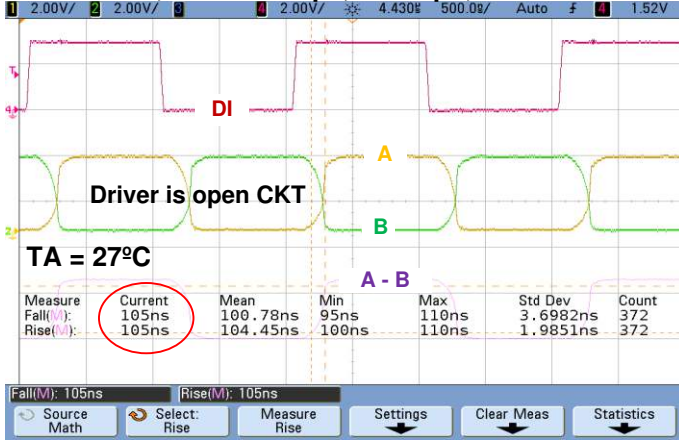 1 2.00V/ 2 2.00V/ 3 4 2.00V/ 4.430s 500.0s/ Auto 4 1.52V
T
4
DI
A
Driver is open CKT
B
2
TA = 27ºC
A - B
Measure Current Mean Min Max Std Dev Count
Fall(M): 105ns 100.78ns 95ns 110ns 3.6982ns 372
Rise(M): 105ns 104.45ns 100ns 110ns 1.9851ns 372
Fall(M): 105ns Rise(M): 105ns
Source Select: Measure Settings Clear Meas Statistics
Math Rise Rise